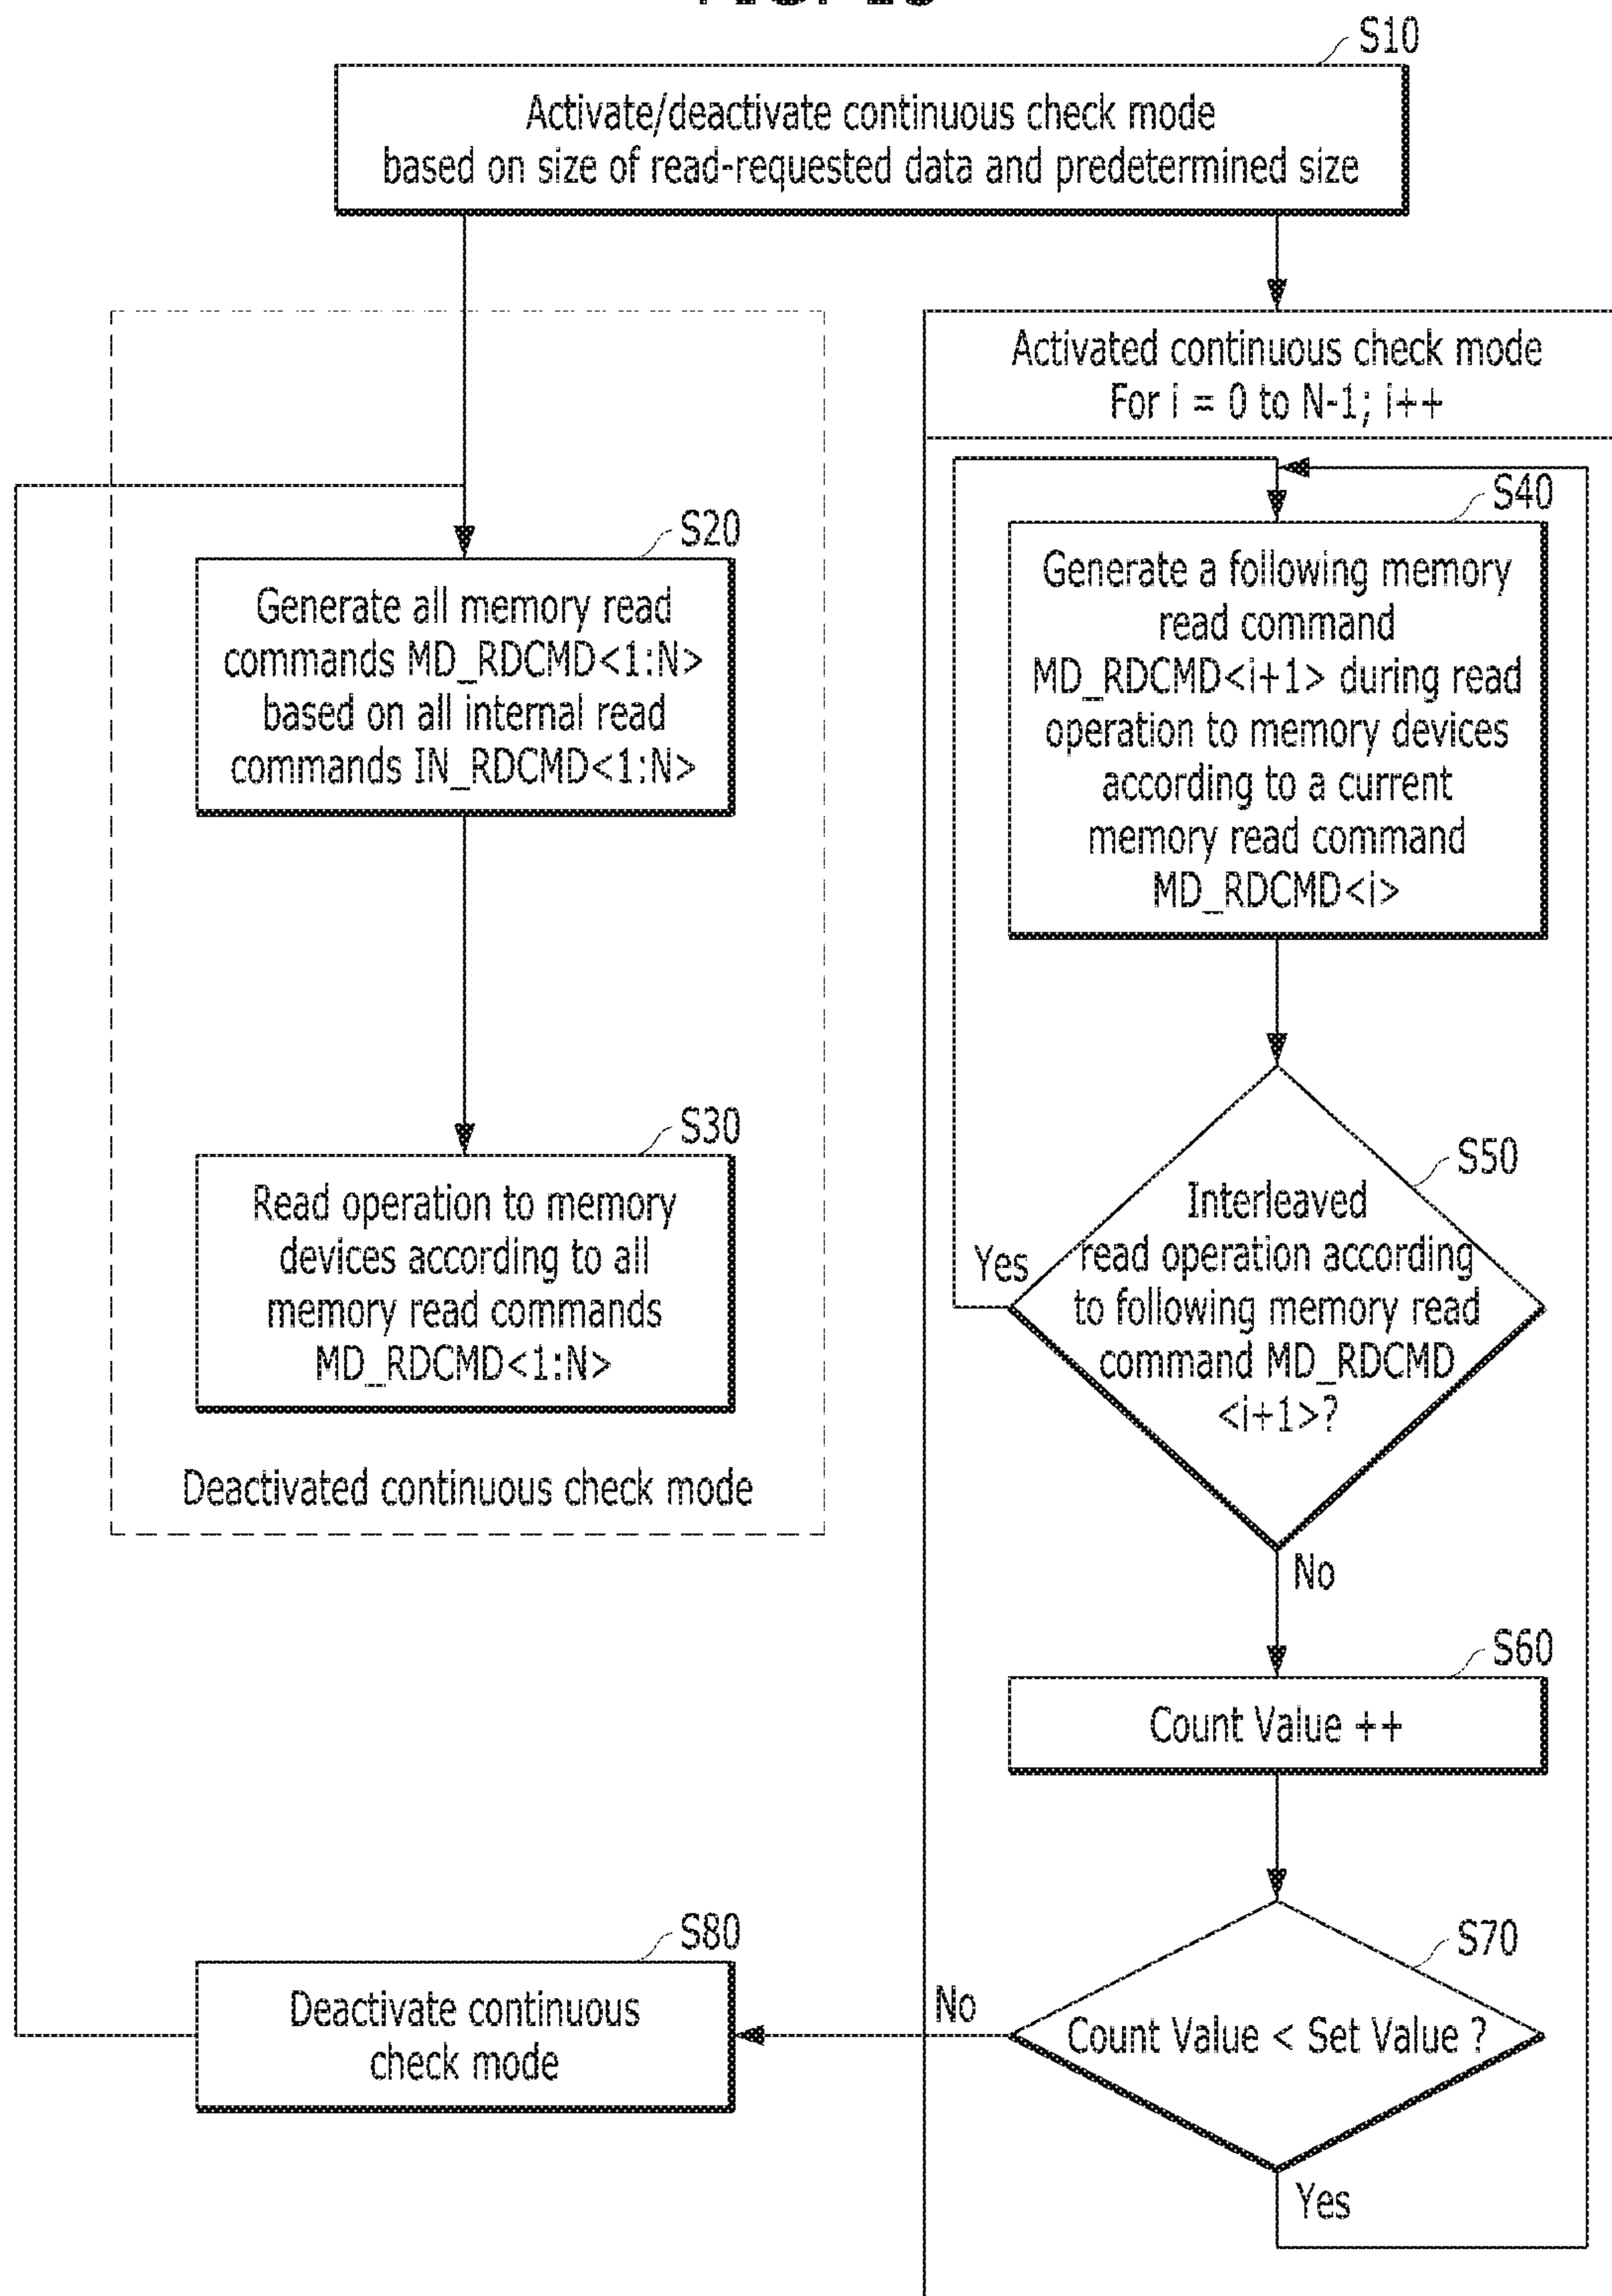 S10
Activate/deactivate continuous check mode
based on size of read-requested data and predetermined size
Activated continuous check mode
For i = 0 to N-1; i++
S20
Generate all memory read
commands MD_RDCMD<1:N>
based on all internal read
commands IN_RDCMD<1:N>
S30
Read operation to memory
devices according to all
memory read commands
MD_RDCMD<1:N>
Deactivated continuous check mode
S40
Generate a following memory
read command
MD_RDCMD<i+1> during read
operation to memory devices
according to a current
memory read command
MD_RDCMD<i>
S50
Interleaved
read operation according
to following memory read
command MD_RDCMD
<i+1>?
Yes
No
S60
Count Value ++
S70
Count Value < Set Value ?
No
Yes
S80
Deactivate continuous
check mode